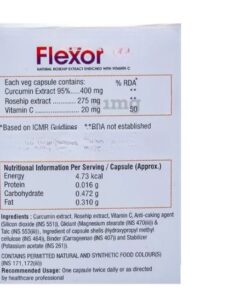 Flexor
NATURAL ROSEHIP EXTRACT ENRICHED WITH VITAMIN C
Each veg capsule contains: % RDA*
Curcumin Extract 95%.....400 mg **
Rosehip extract ............... 275 mg **
Vitamin C ........................ 20 mg 50
*Based on ICMR Guidlines **RDA not established
Nutritional Information Per Serving / Capsule (Approx.)
Energy 4.73 kcal
Protein 0.016 g
Carbohydrate 0.472 g
Fat 0.310 g
Ingredients : Curcumin extract, Rosehip extract, Vitamin C, Anti-caking agent
(Silicon dioxide (INS 551), Glidant (Magnesium stearate (INS 470(iii)) &
Talc (INS 553(iii)), Ingredient of capsule shells (Hydroxypropyl methyl
cellulose (INS 464), Binder (Carrageenan (INS 407)) and Stabilizer
(Potassium acetate (INS 261)).
CONTAINS PERMITTED NATURAL AND SYNTHETIC FOOD COLOUR(S)
(INS 171,172(iii))
Recommended Usage: One capsule twice daily or as directed
by healthcare professional